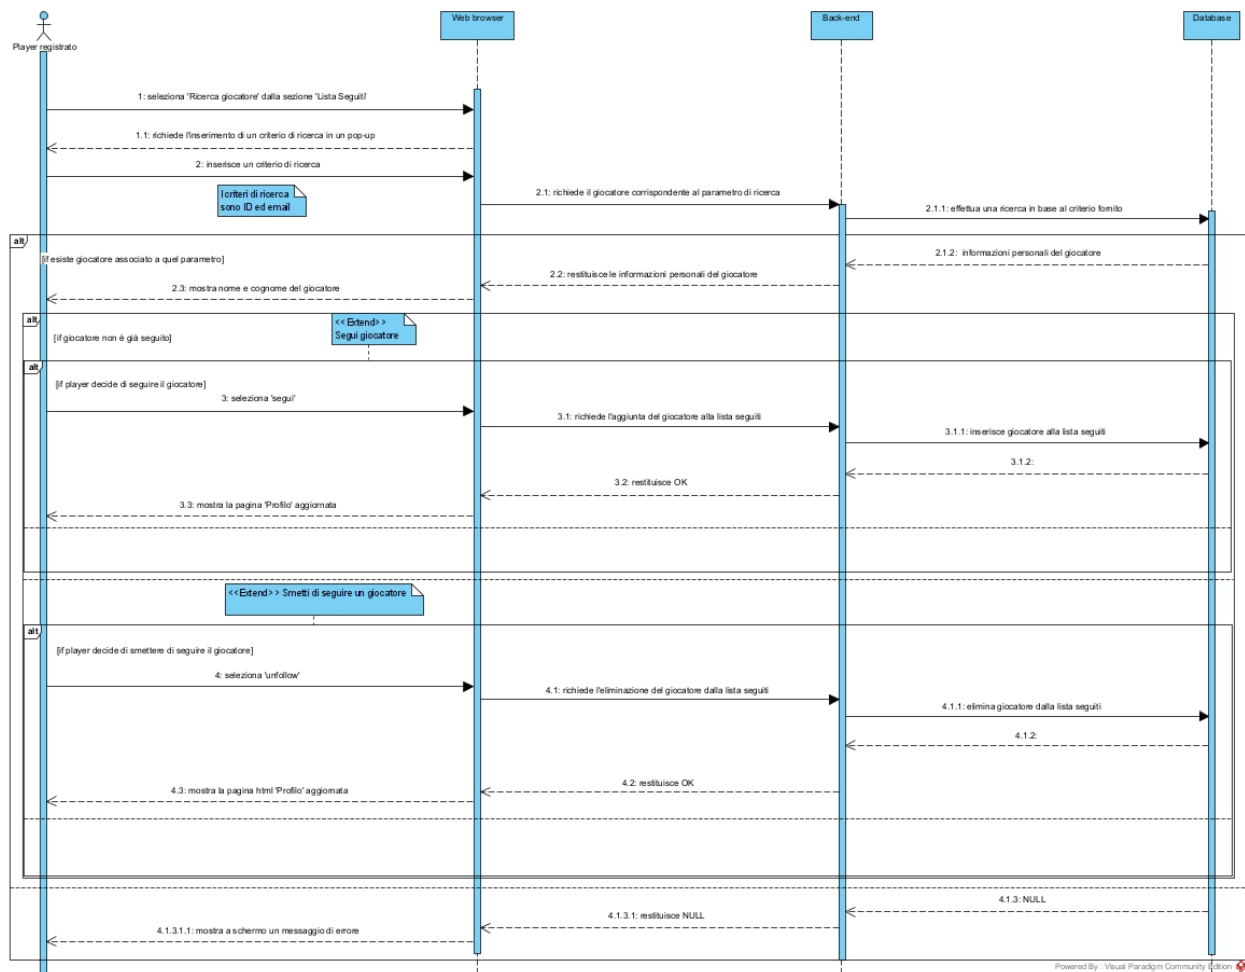 Web browser
Back-end
Database
Player registrato
1: seleziona 'Ricerca giocatore' dalla sezione 'Lista Seguiti'
1.1: richiede l'inserimento di un criterio di ricerca in un pop-up
2: inserisce un criterio di ricerca
I criteri di ricerca
sono ID ed email
2.1: richiede il giocatore corrispondente al parametro di ricerca
2.1.1: effettua una ricerca in base al criterio fornito
alt
[if esiste giocatore associato a quel parametro]
2.1.2: informazioni personali del giocatore
2.2: restituisce le informazioni personali del giocatore
2.3: mostra nome e cognome del giocatore
alt
<< Extend>>
Segui giocatore
[if giocatore non è già seguito]
alt
[if player decide di seguire il giocatore]
3: seleziona 'segui'
3.1: richiede l'aggiunta del giocatore alla lista seguiti
3.1.1: inserisce giocatore alla lista seguiti
3.1.2:
3.2: restituisce OK
3.3: mostra la pagina 'Profilo' aggiornata
<<Extend>> Smetti di seguire un giocatore
alt
[if player decide di smettere di seguire il giocatore]
4: seleziona 'unfollow'
4.1: richiede l'eliminazione del giocatore dalla lista seguiti
4.1.1: elimina giocatore dalla lista seguiti
4.1.2:
4.2: restituisce OK
4.3: mostra la pagina html 'Profilo' aggiornata
4.1.3: NULL
4.1.3.1: restituisce NULL
4.1.3.1.1: mostra a schermo un messaggio di errore
Powered By: Visual Paradigm Community Edition